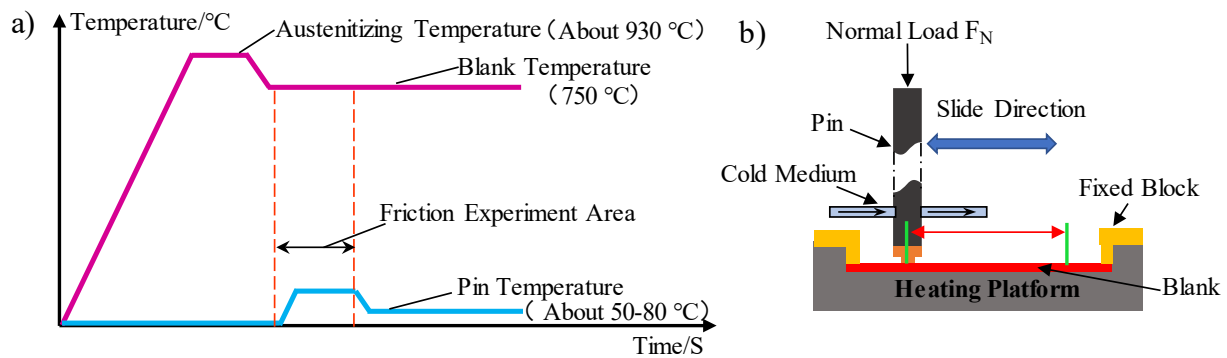 a)
Temperature/°C
Austenitizing Temperature（About 930 °C）
Blank Temperature
（750 °C）
Friction Experiment Area
Pin Temperature
（About 50-80 °C）
Time/S
b)
Normal Load F_N
Slide Direction
Pin
Cold Medium
Fixed Block
Heating Platform
Blank